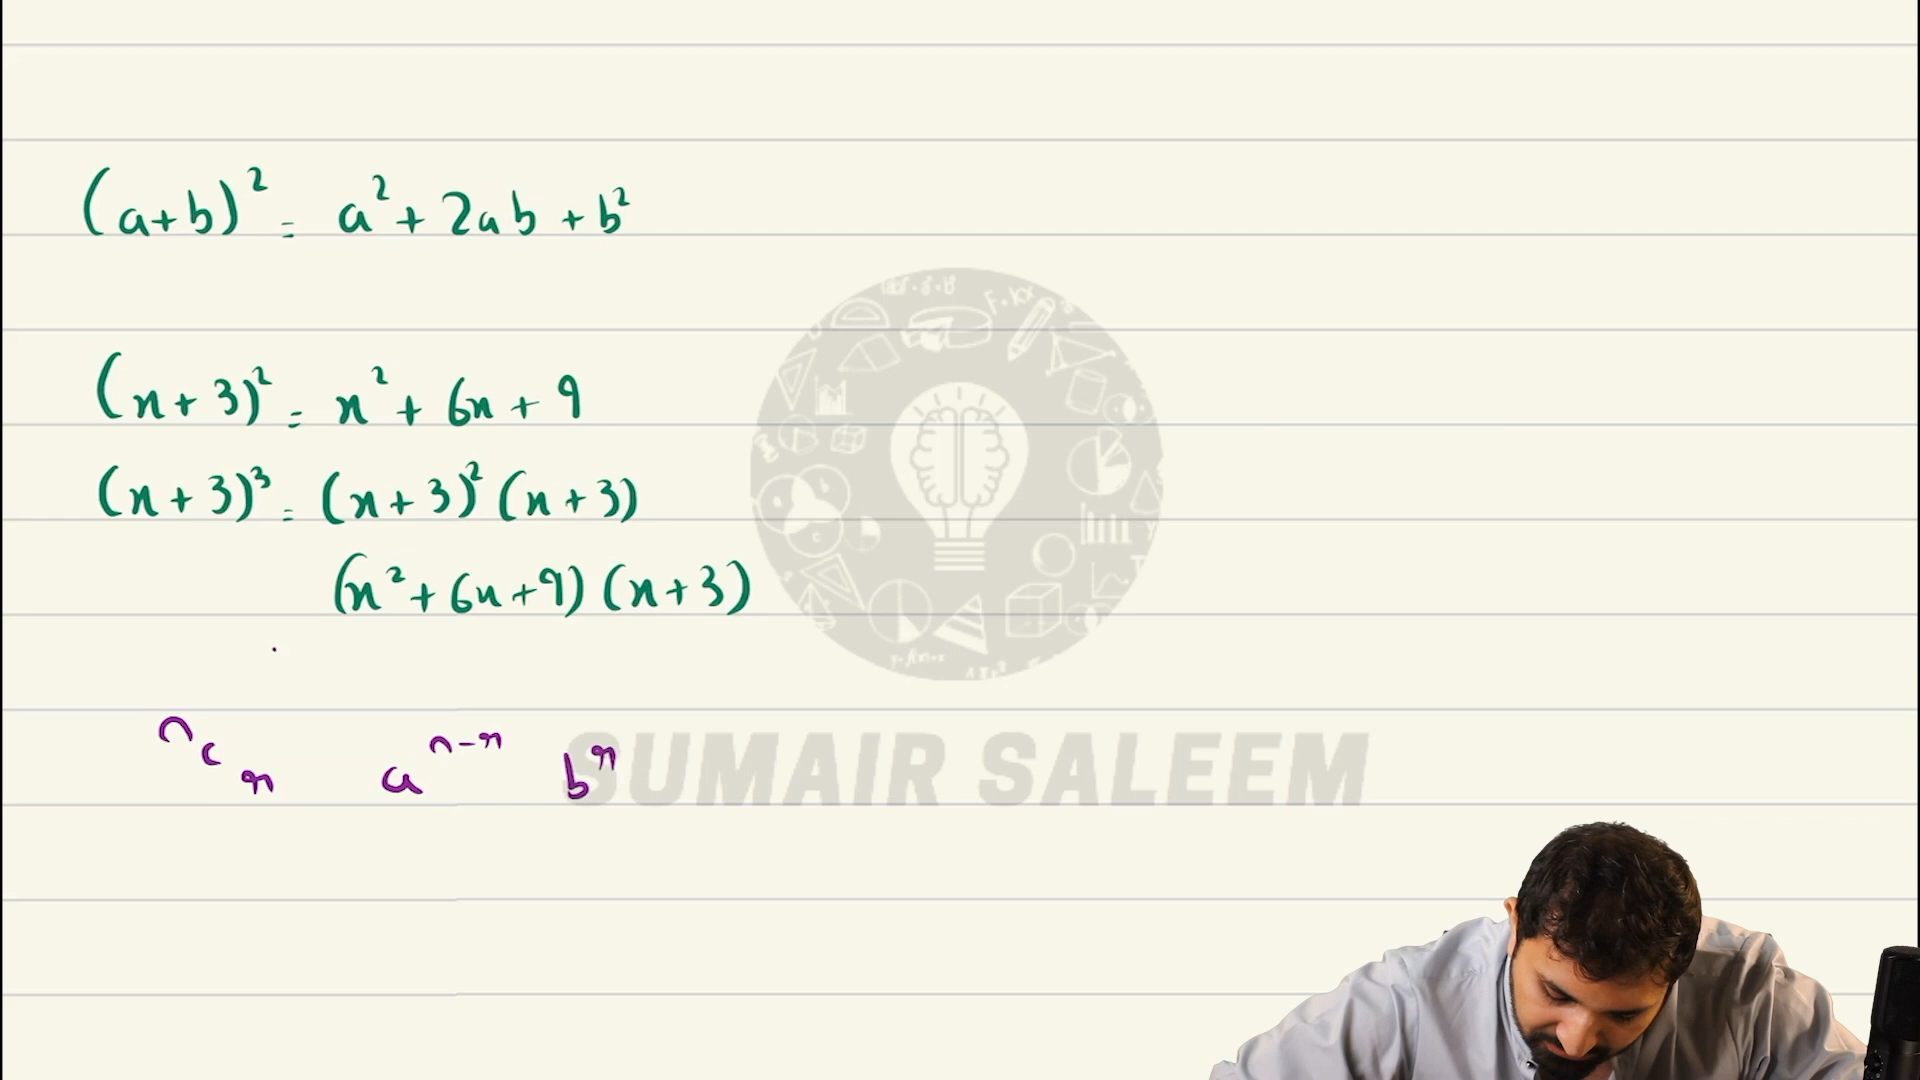 (a+b)² = a² + 2ab + b²
(x+3)² = x² + 6x + 9
(x+3)³ = (x+3)² (x+3)
(x²+6x+9) (x+3)
ⁿCᵣ aⁿ⁻ʳ bʳ
SUMAIR SALEEM